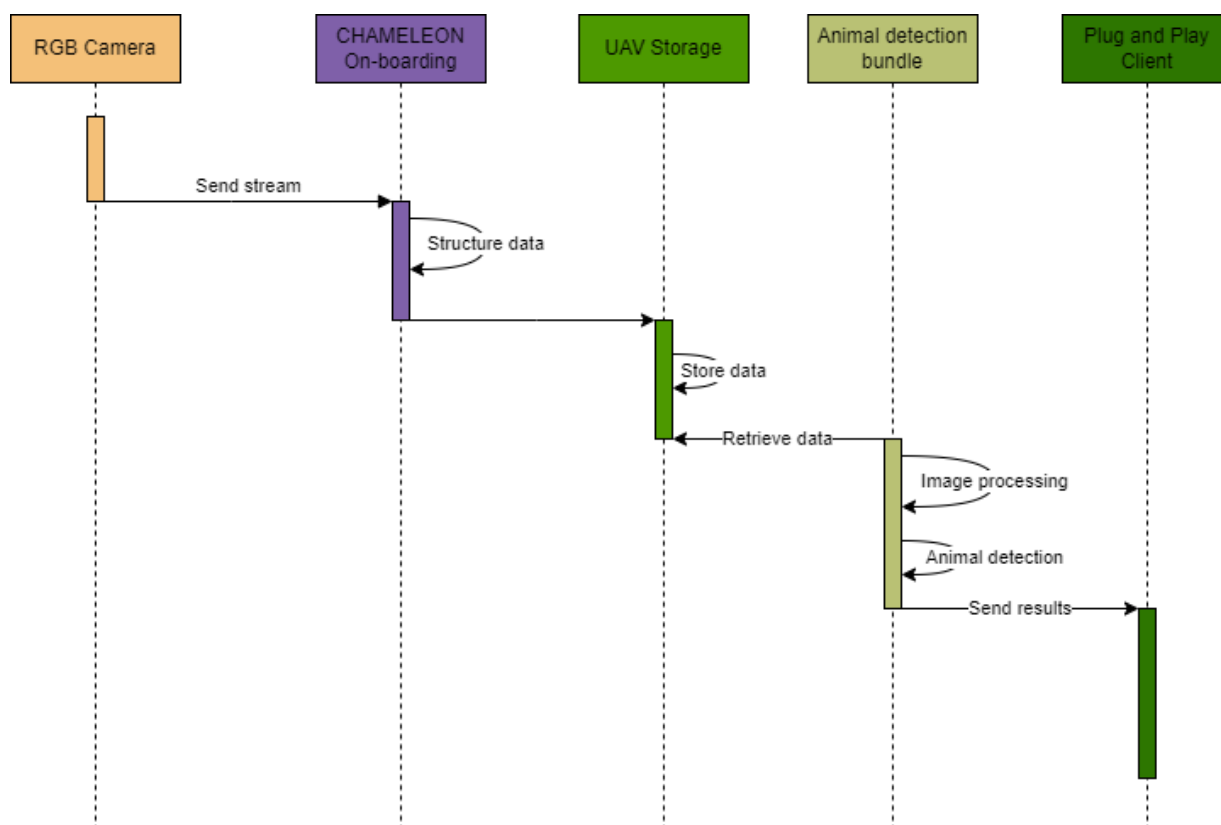 RGB Camera
CHAMELEON
On-boarding
UAV Storage
Animal detection
bundle
Plug and Play
Client
Send stream
Structure data
Store data
Retrieve data
Image processing
Animal detection
Send results